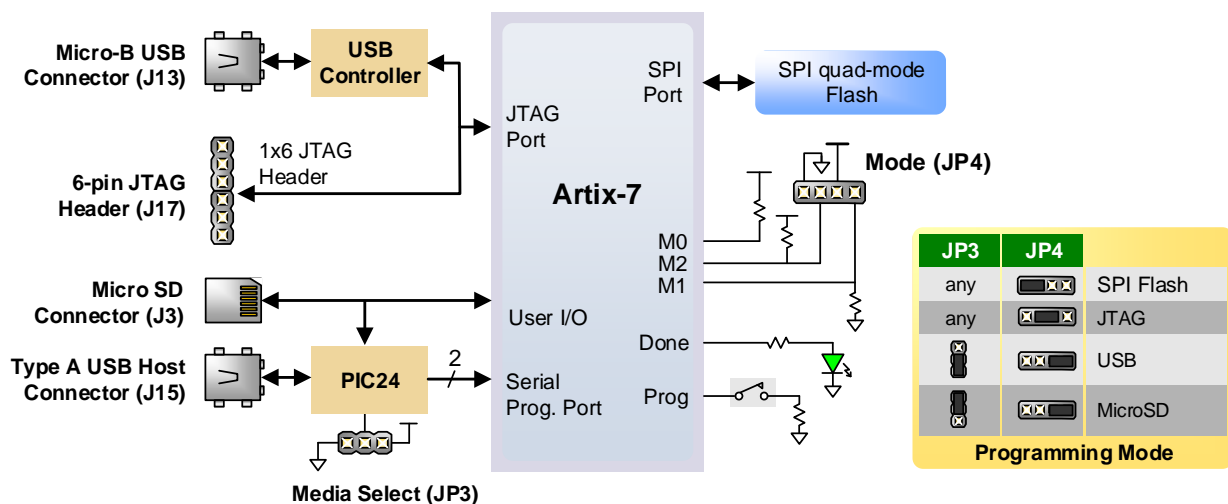 Micro-B USB
Connector (J13)
USB
Controller
6-pin JTAG
Header (J17)
1x6 JTAG
Header
Micro SD
Connector (J3)
Type A USB Host
Connector (J15)
PIC24
2
Media Select (JP3)
JTAG
Port
Artix-7
User I/O
Serial
Prog. Port
SPI
Port
M0
M2
M1
Done
Prog
SPI quad-mode
Flash
Mode (JP4)
JP3 JP4
any SPI Flash
any JTAG
USB
MicroSD
Programming Mode